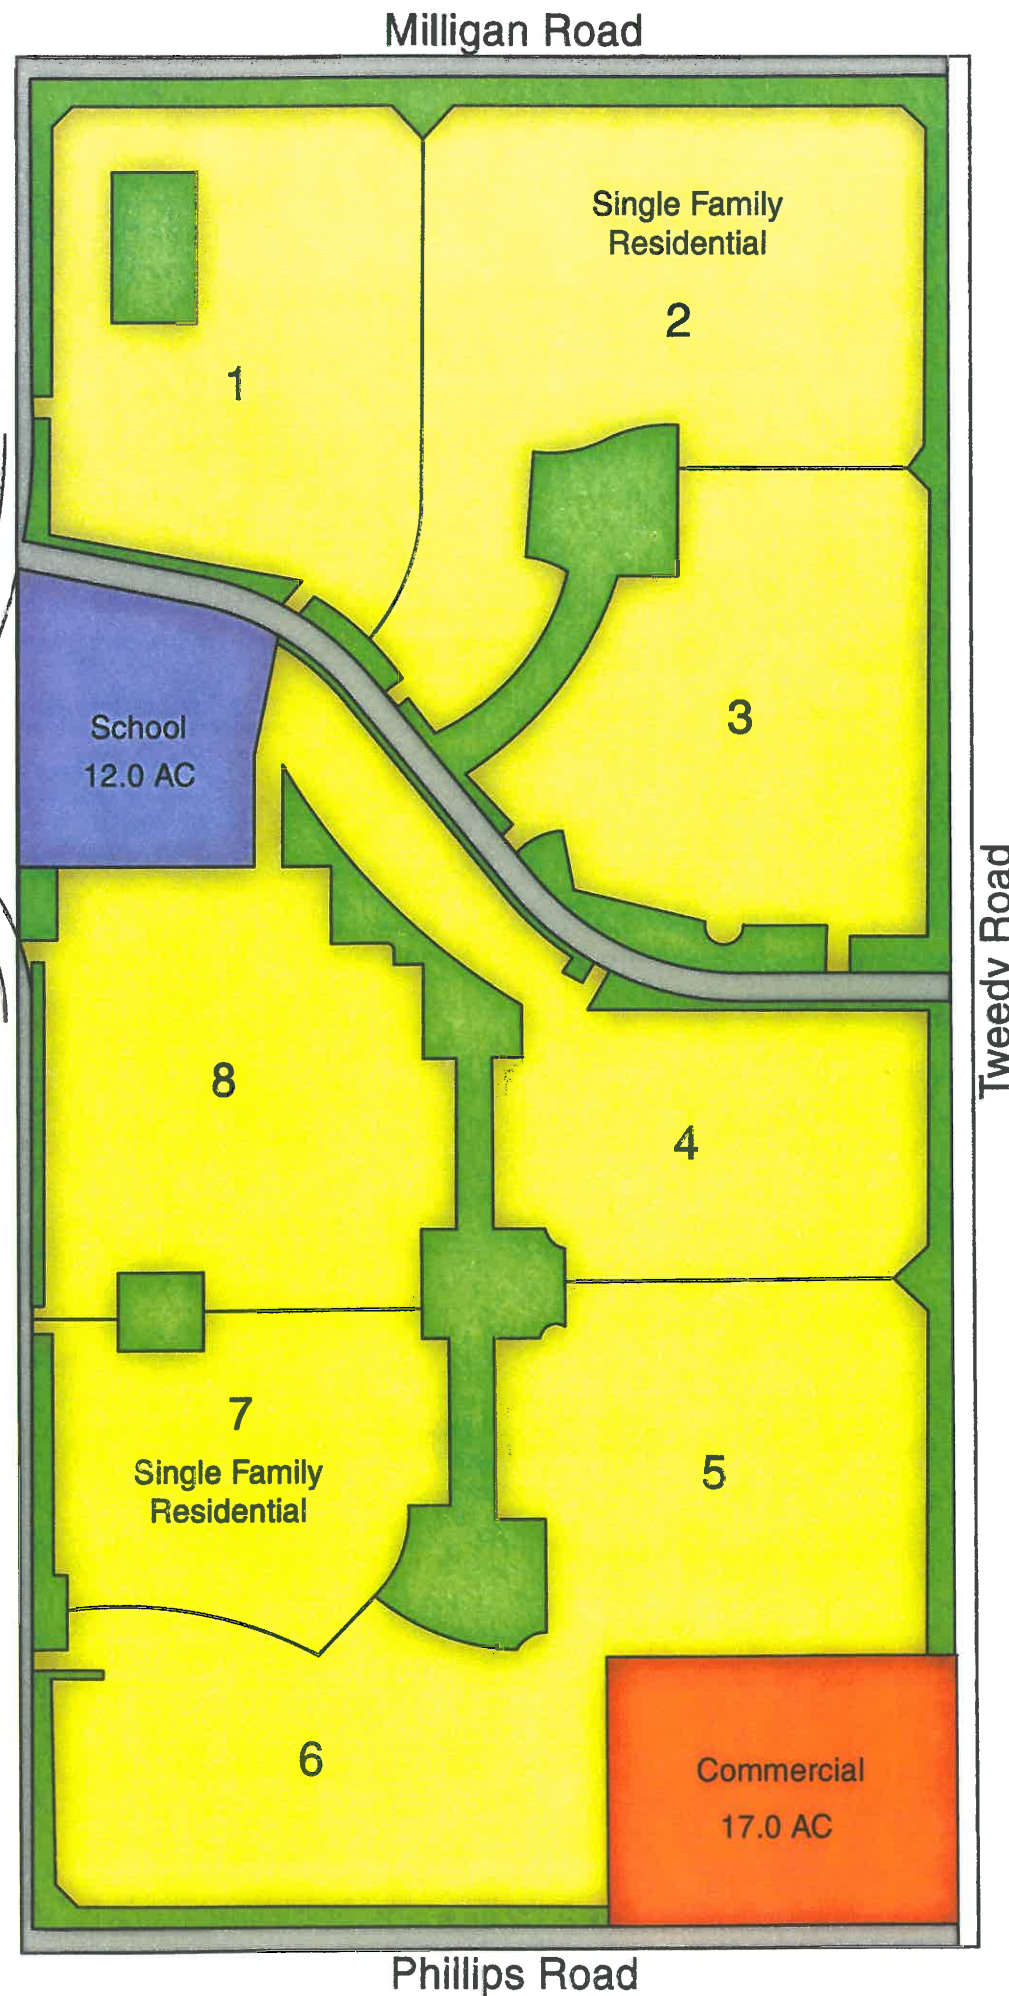 Milligan Road
Single Family
Residential
2
1
3
School
12.0 AC
Tweedy Road
8
4
7
Single Family
Residential
5
6
Commercial
17.0 AC
Phillips Road